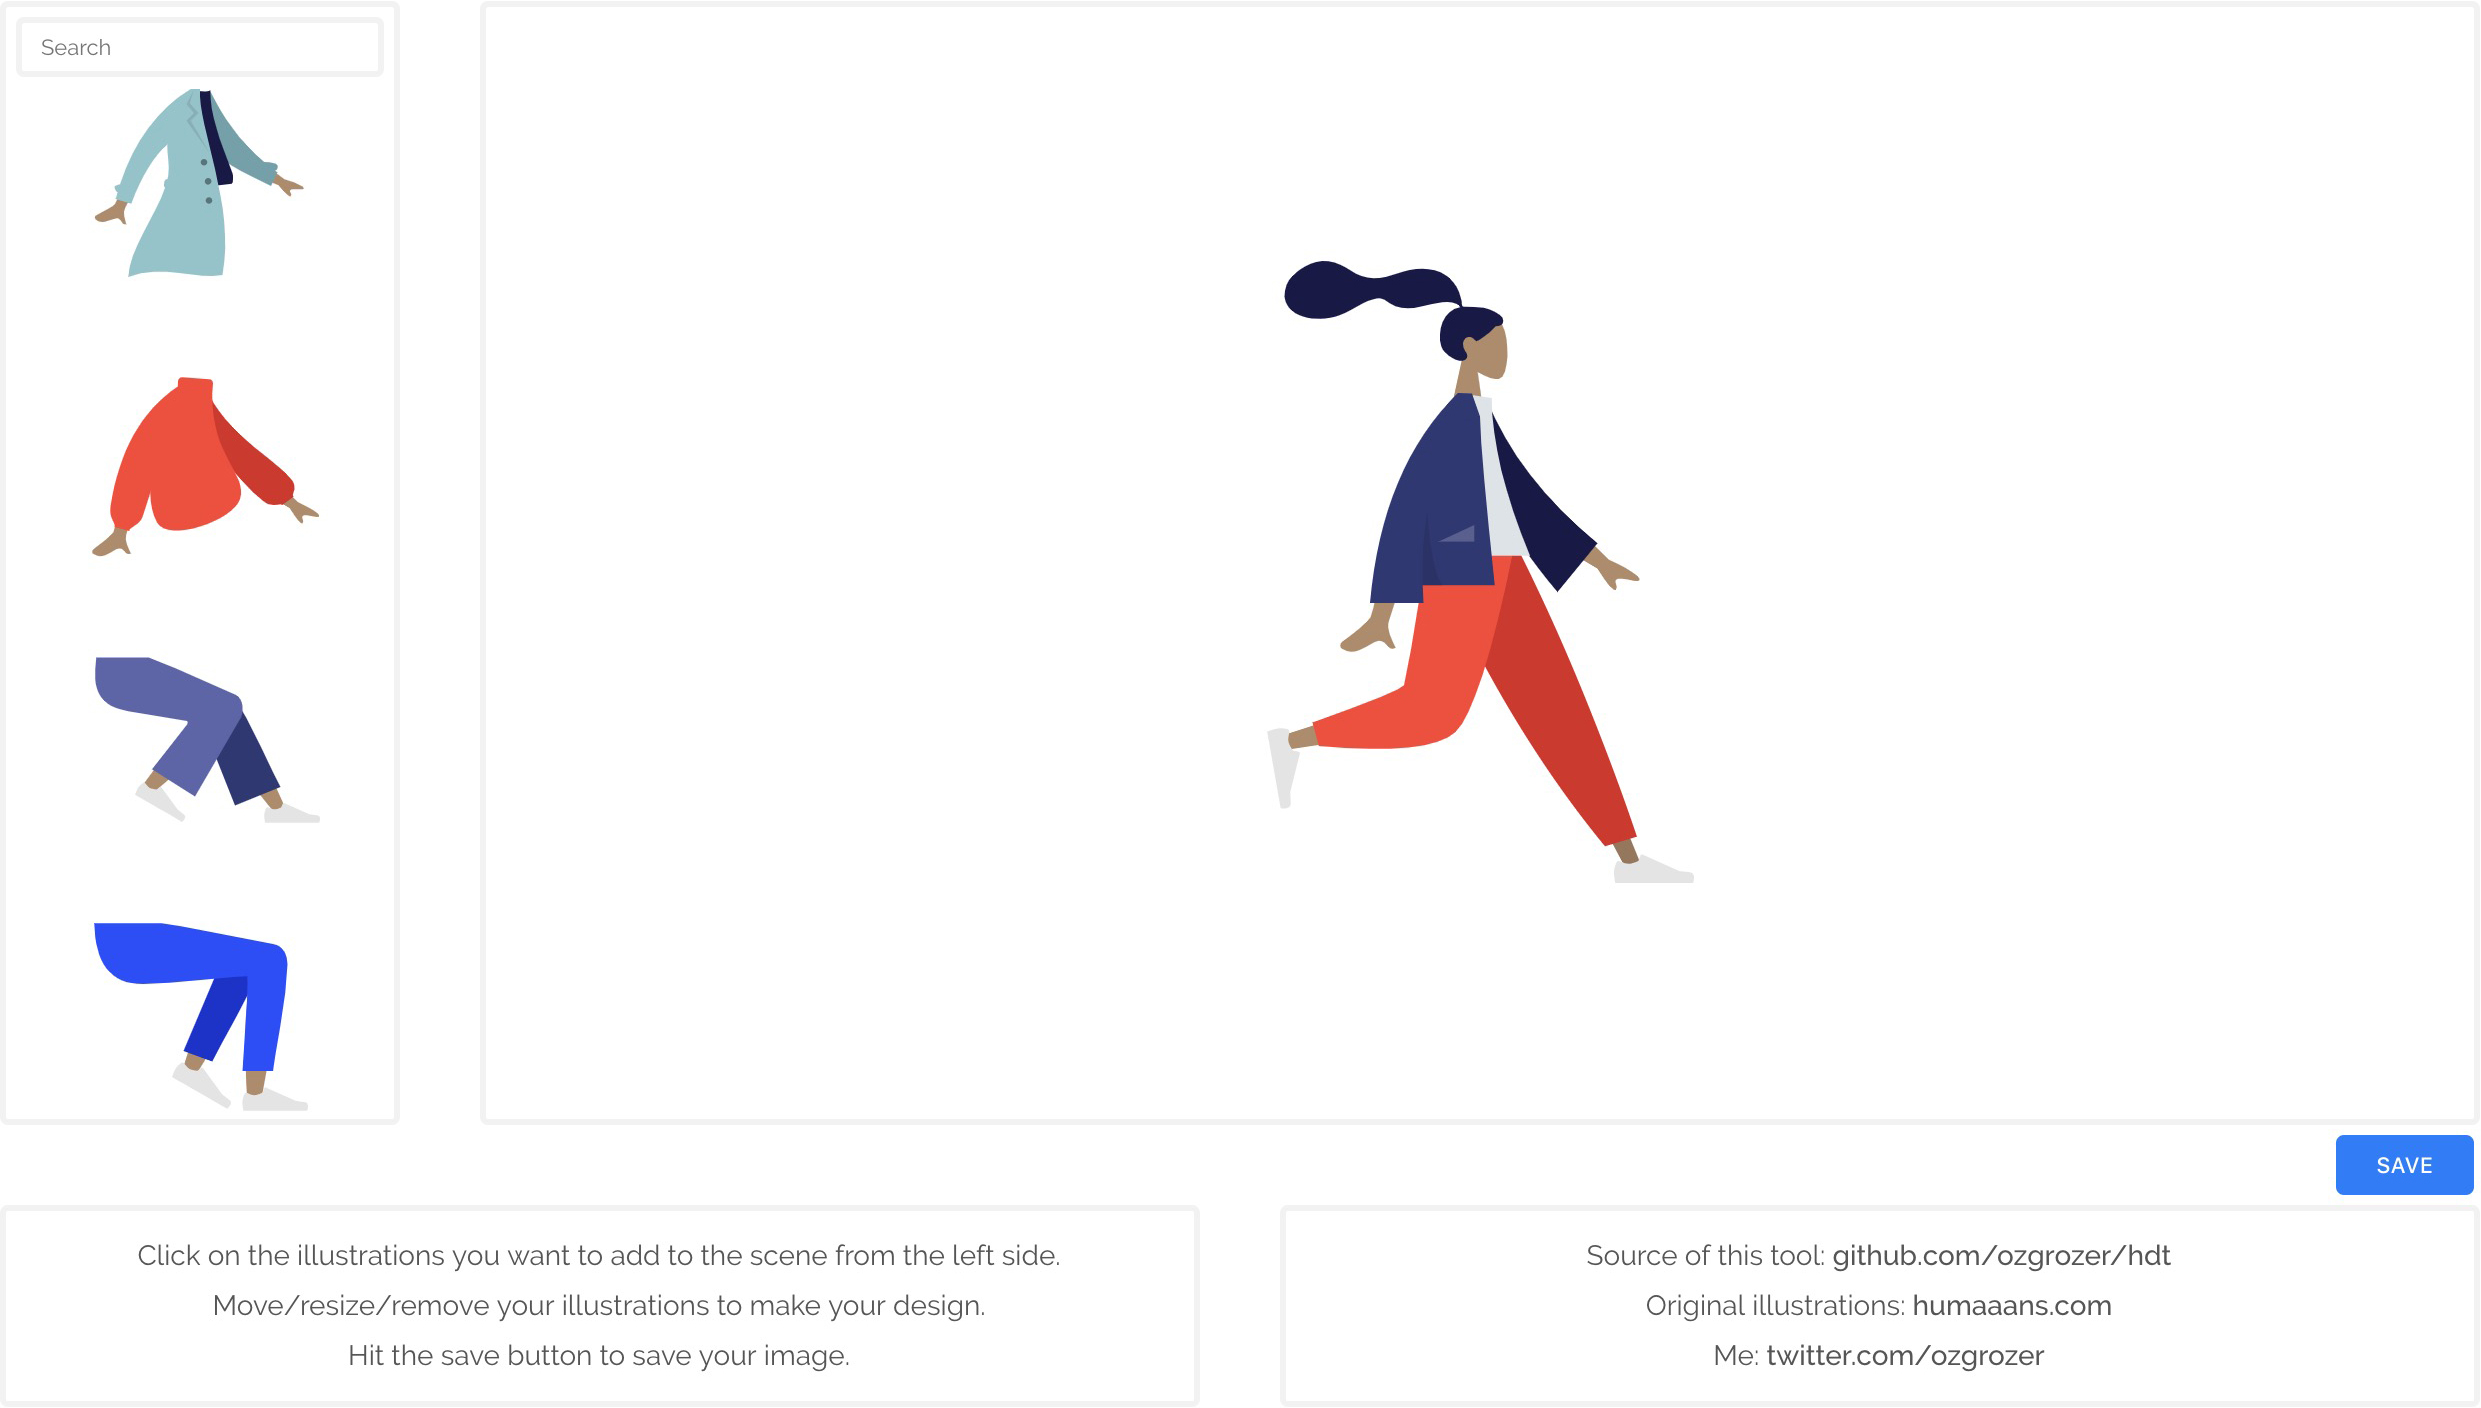 Search
SAVE
Click on the illustrations you want to add to the scene from the left side.
Move/resize/remove your illustrations to make your design.
Hit the save button to save your image.
Source of this tool: github.com/ozgrozer/hdt
Original illustrations: humaaans.com
Me: twitter.com/ozgrozer